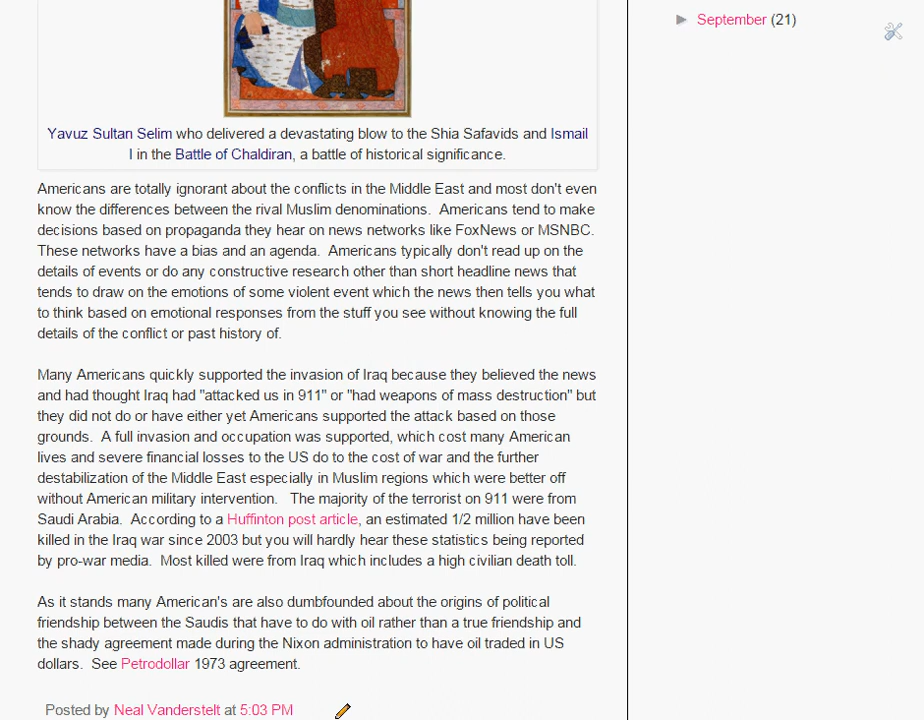 September (21)
Yavuz Sultan Selim who delivered a devastating blow to the Shia Safavids and Ismail
I in the Battle of Chaldiran, a battle of historical significance.
Americans are totally ignorant about the conflicts in the Middle East and most don't even
know the differences between the rival Muslim denominations.  Americans tend to make
decisions based on propaganda they hear on news networks like FoxNews or MSNBC.
These networks have a bias and an agenda.  Americans typically don't read up on the
details of events or do any constructive research other than short headline news that
tends to draw on the emotions of some violent event which the news then tells you what
to think based on emotional responses from the stuff you see without knowing the full
details of the conflict or past history of.
Many Americans quickly supported the invasion of Iraq because they believed the news
and had thought Iraq had "attacked us in 911" or "had weapons of mass destruction" but
they did not do or have either yet Americans supported the attack based on those
grounds.  A full invasion and occupation was supported, which cost many American
lives and severe financial losses to the US do to the cost of war and the further
destabilization of the Middle East especially in Muslim regions which were better off
without American military intervention.   The majority of the terrorist on 911 were from
Saudi Arabia.  According to a Huffinton post article, an estimated 1/2 million have been
killed in the Iraq war since 2003 but you will hardly hear these statistics being reported
by pro-war media.  Most killed were from Iraq which includes a high civilian death toll.
As it stands many American's are also dumbfounded about the origins of political
friendship between the Saudis that have to do with oil rather than a true friendship and
the shady agreement made during the Nixon administration to have oil traded in US
dollars.  See Petrodollar 1973 agreement.
Posted by Neal Vanderstelt at 5:03 PM